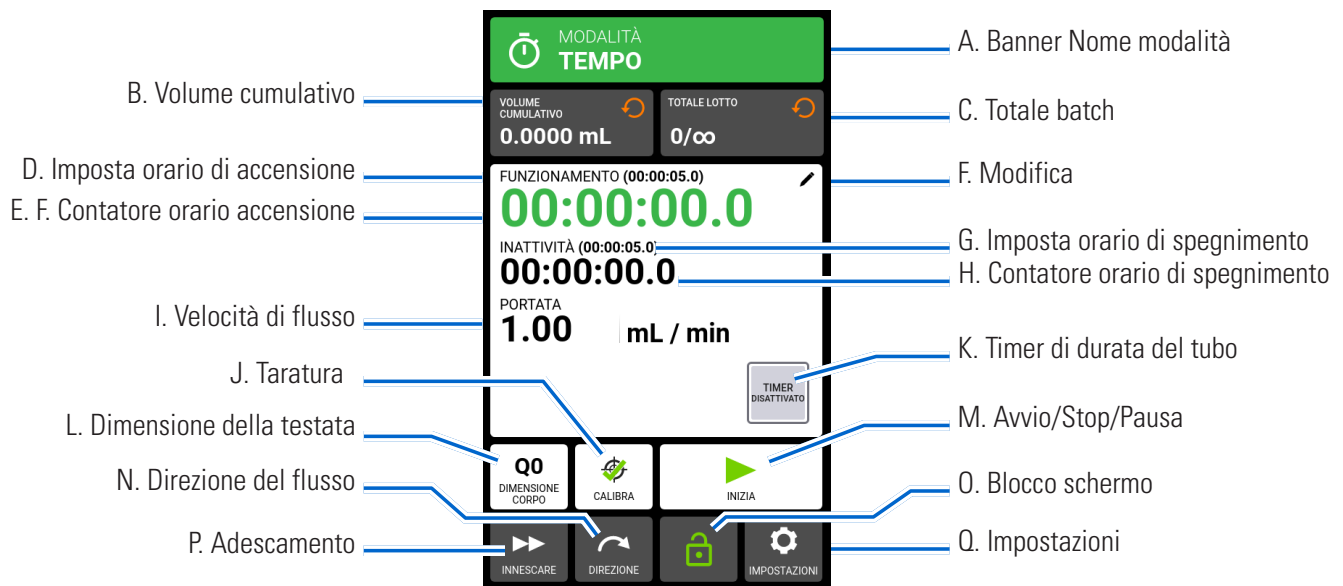 MODALITÀ
TEMPO
A. Banner Nome modalità
B. Volume cumulativo
VOLUME
CUMULATIVO
0.0000 mL
TOTALE LOTTO
0/∞
C. Totale batch
D. Imposta orario di accensione
E. F. Contatore orario accensione
FUNZIONAMENTO (00:00:05.0)
00:00:00.0
F. Modifica
INATTIVITÀ (00:00:05.0)
00:00:00.0
G. Imposta orario di spegnimento
H. Contatore orario di spegnimento
I. Velocità di flusso
PORTATA
1.00 mL / min
J. Taratura
K. Timer di durata del tubo
TIMER
DISATTIVATO
L. Dimensione della testata
M. Avvio/Stop/Pausa
Q0
DIMENSIONE
CORPO
CALIBRA
INIZIA
N. Direzione del flusso
O. Blocco schermo
P. Adescamento
INNESCARE
DIREZIONE
IMPOSTAZIONI
Q. Impostazioni